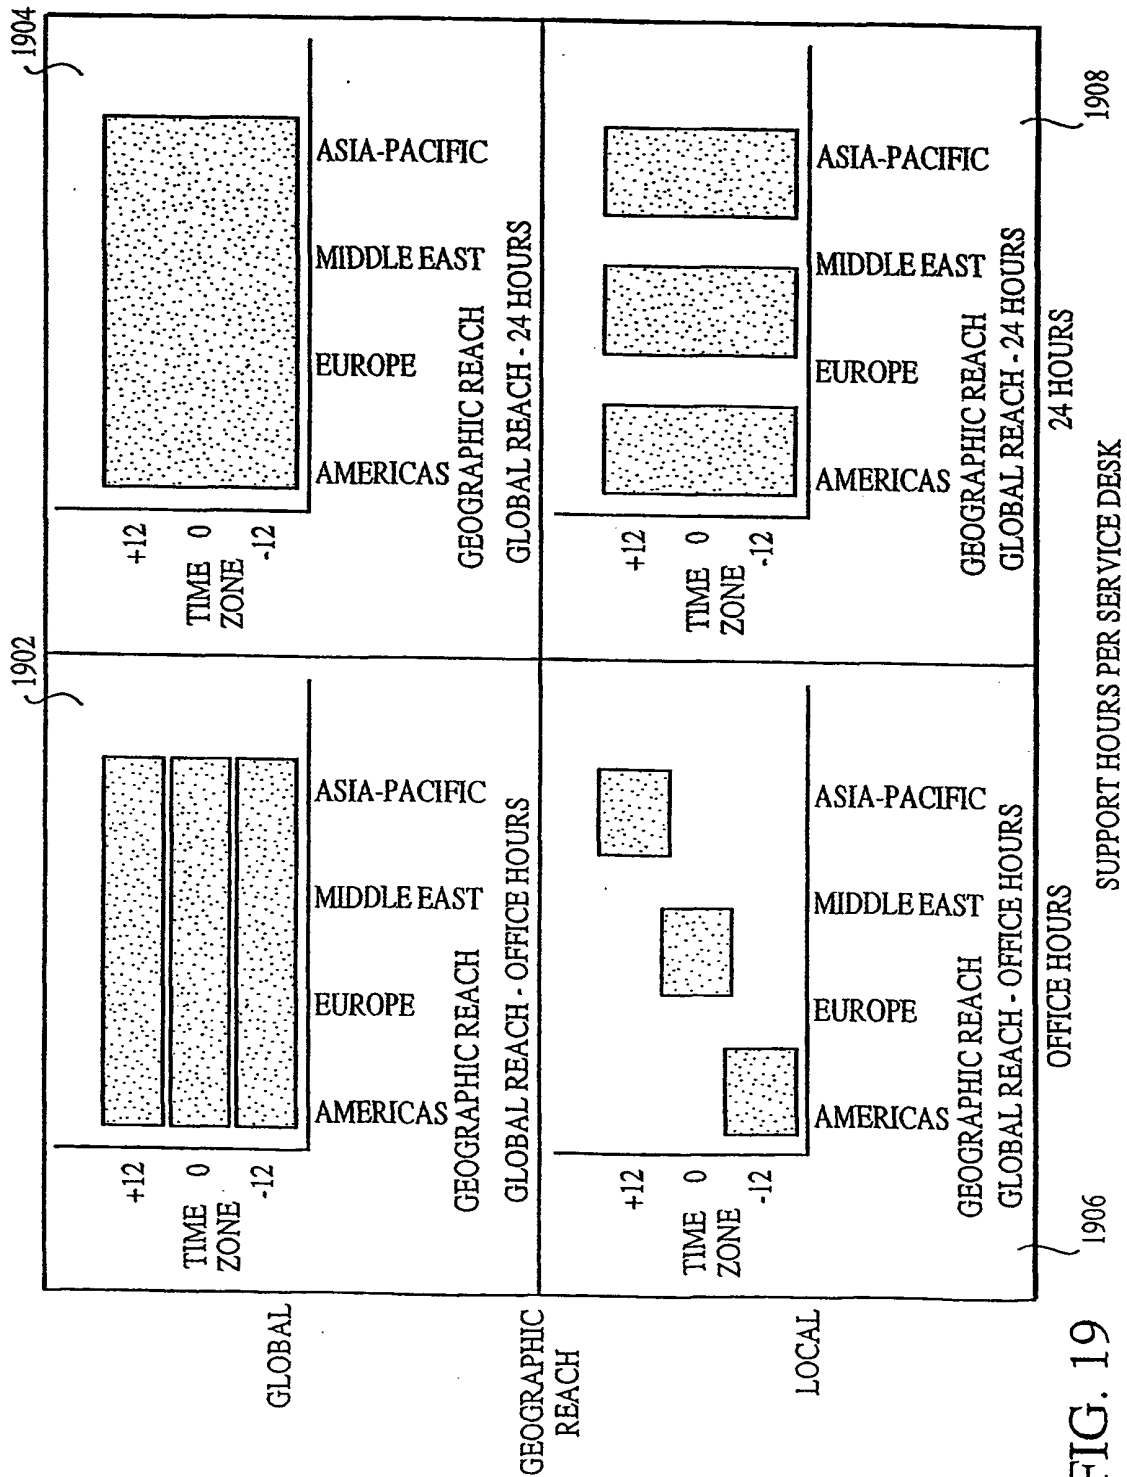 1902
1904
GLOBAL
+12
TIME 0
ZONE
-12
AMERICAS
EUROPE
MIDDLE EAST
ASIA-PACIFIC
GEOGRAPHIC REACH
GLOBAL REACH - OFFICE HOURS
+12
TIME 0
ZONE
-12
AMERICAS
EUROPE
MIDDLE EAST
ASIA-PACIFIC
GEOGRAPHIC REACH
GLOBAL REACH - 24 HOURS
GEOGRAPHIC
REACH
LOCAL
+12
TIME 0
ZONE
-12
AMERICAS
EUROPE
MIDDLE EAST
ASIA-PACIFIC
GEOGRAPHIC REACH
GLOBAL REACH - OFFICE HOURS
+12
TIME 0
ZONE
-12
AMERICAS
EUROPE
MIDDLE EAST
ASIA-PACIFIC
GEOGRAPHIC REACH
GLOBAL REACH - 24 HOURS
OFFICE HOURS
24 HOURS
1906
1908
SUPPORT HOURS PER SERVICE DESK
FIG. 19